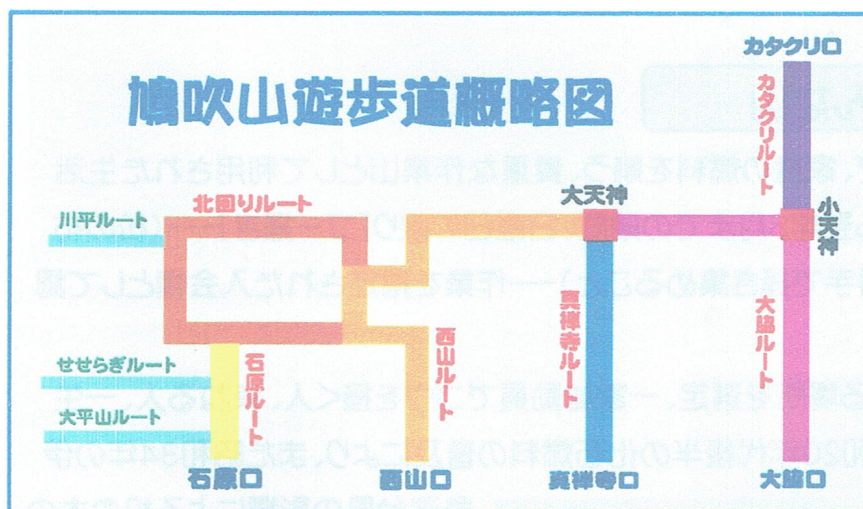 カタクリ口
鳩吹山遊歩道概略図
カタクリルート
大天神
小天神
北回りルート
川平ルート
せせらぎルート
大平山ルート
石原ルート
西山ルート
真禅寺ルート
大脇ルート
石原口
西山口
真禅寺口
大脇口